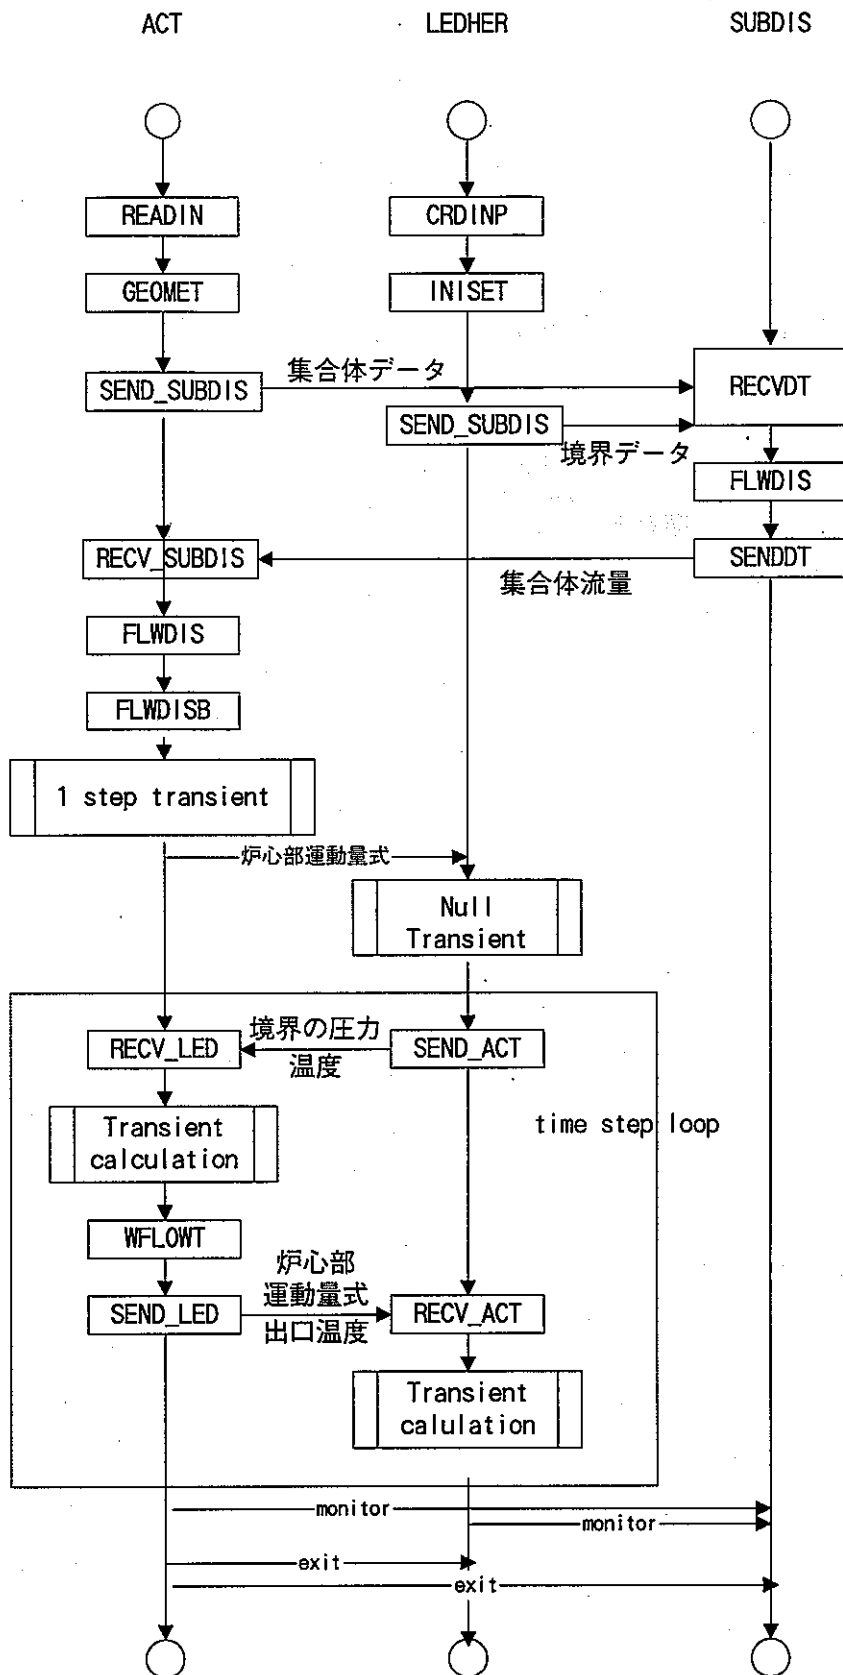 ACT
LEDHER
SUBDIS
READIN
CRDINP
GEOMET
INISET
集合体データ
SEND_SUBDIS
RECVDT
SEND_SUBDIS
境界データ
FLWDIS
RECV_SUBDIS
SENDDT
集合体流量
FLWDIS
FLWDISB
1 step transient
炉心部運動量式
Null
Transient
境界の圧力
RECV_LED
SEND_ACT
温度
Transient
calculation
time step loop
WFLOWT
炉心部
運動量式
SEND_LED
RECV_ACT
出口温度
Transient
calulation
monitor
monitor
exit
exit